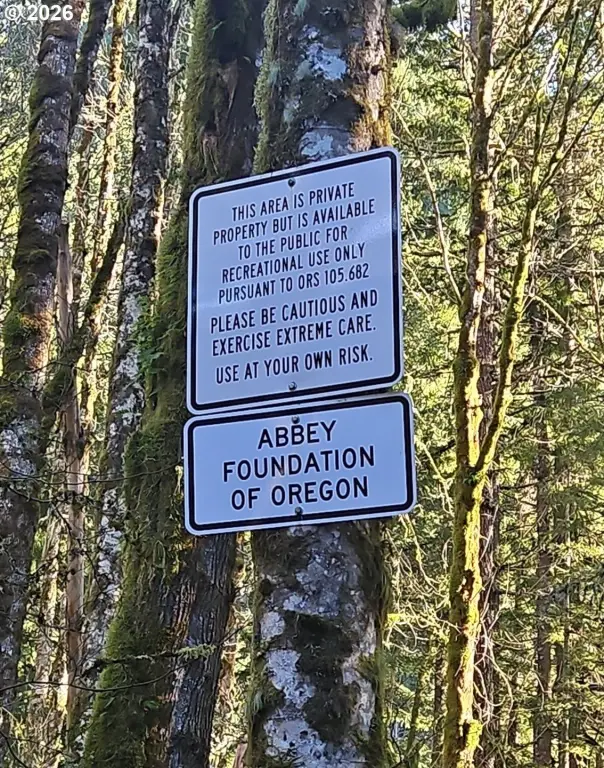 © 2026
THIS AREA IS PRIVATE
PROPERTY BUT IS AVAILABLE
TO THE PUBLIC FOR
RECREATIONAL USE ONLY
PURSUANT TO ORS 105.682
PLEASE BE CAUTIOUS AND
EXERCISE EXTREME CARE.
USE AT YOUR OWN RISK.
ABBEY
FOUNDATION
OF OREGON